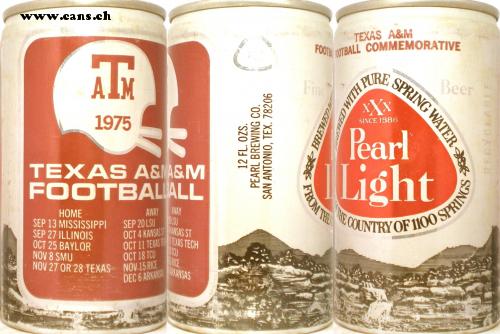 www.cans.ch
ATM
1975
TEXAS A&M
FOOTBALL
HOME
SEP 13 MISSISSIPPI
SEP 27 ILLINOIS
OCT 25 BAYLOR
NOV 8 SMU
NOV 27 OR 28 TEXAS
AWAY
SEP 20 LSU
OCT 4 KANSAS ST
OCT 11 TEXAS TECH
OCT 18 TCU
NOV 15 RICE
DEC 6 ARKANSAS
12 FL. OZS.
PEARL BREWING CO.
SAN ANTONIO, TEX. 78206
TEXAS A&M
FOOTBALL COMMEMORATIVE
Fine
Beer
BREWED WITH PURE SPRING WATER
XXX
SINCE 1886
Pearl
Light
FROM THE COUNTRY OF 1100 SPRINGS